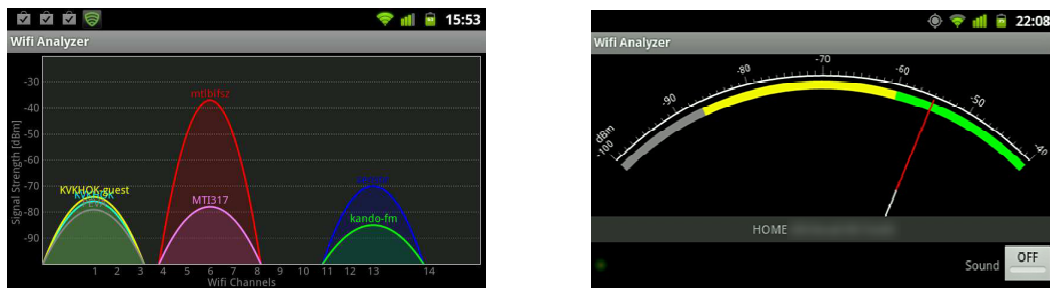 15:53
Wifi Analyzer
Signal Strength [dBm]
-30
-40
-50
-60
-70
-80
-90
mtlblfsz
KVKHOK-guest
MTI317
kando-fm
1 2 3 4 5 6 7 8 9 10 11 12 13 14
Wifi Channels
22:08
Wifi Analyzer
dBm
-100
-90
-80
-70
-60
-50
-40
HOME
Sound
OFF